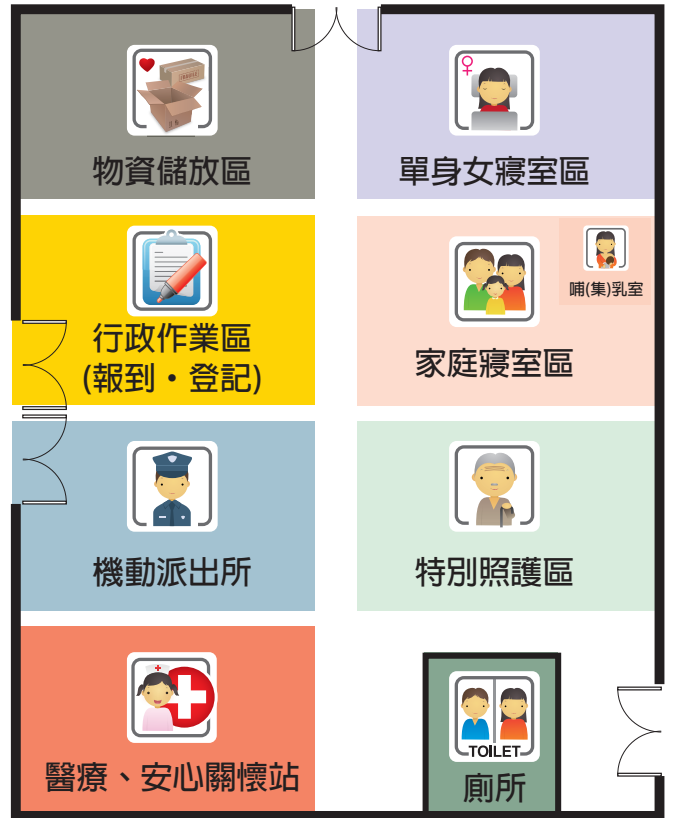 物資儲放區
單身女寢室區
行政作業區
(報到・登記)
哺(集)乳室
家庭寢室區
機動派出所
特別照護區
醫療、安心關懷站
TOILET
廁所